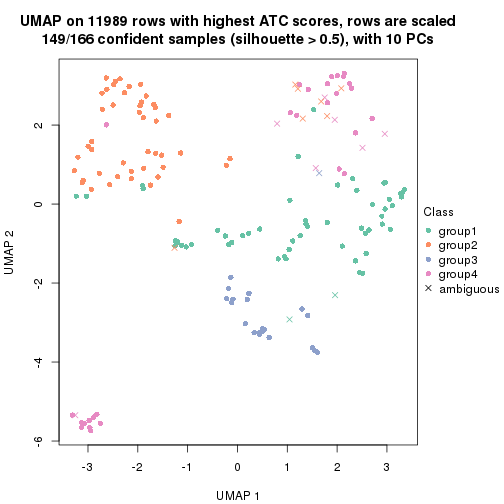 UMAP on 11989 rows with highest ATC scores, rows are scaled
149/166 confident samples (silhouette > 0.5), with 10 PCs
UMAP 2
2
0
-2
-4
-6
-3
-2
-1
0
1
2
3
UMAP 1
Class
group1
group2
group3
group4
ambiguous